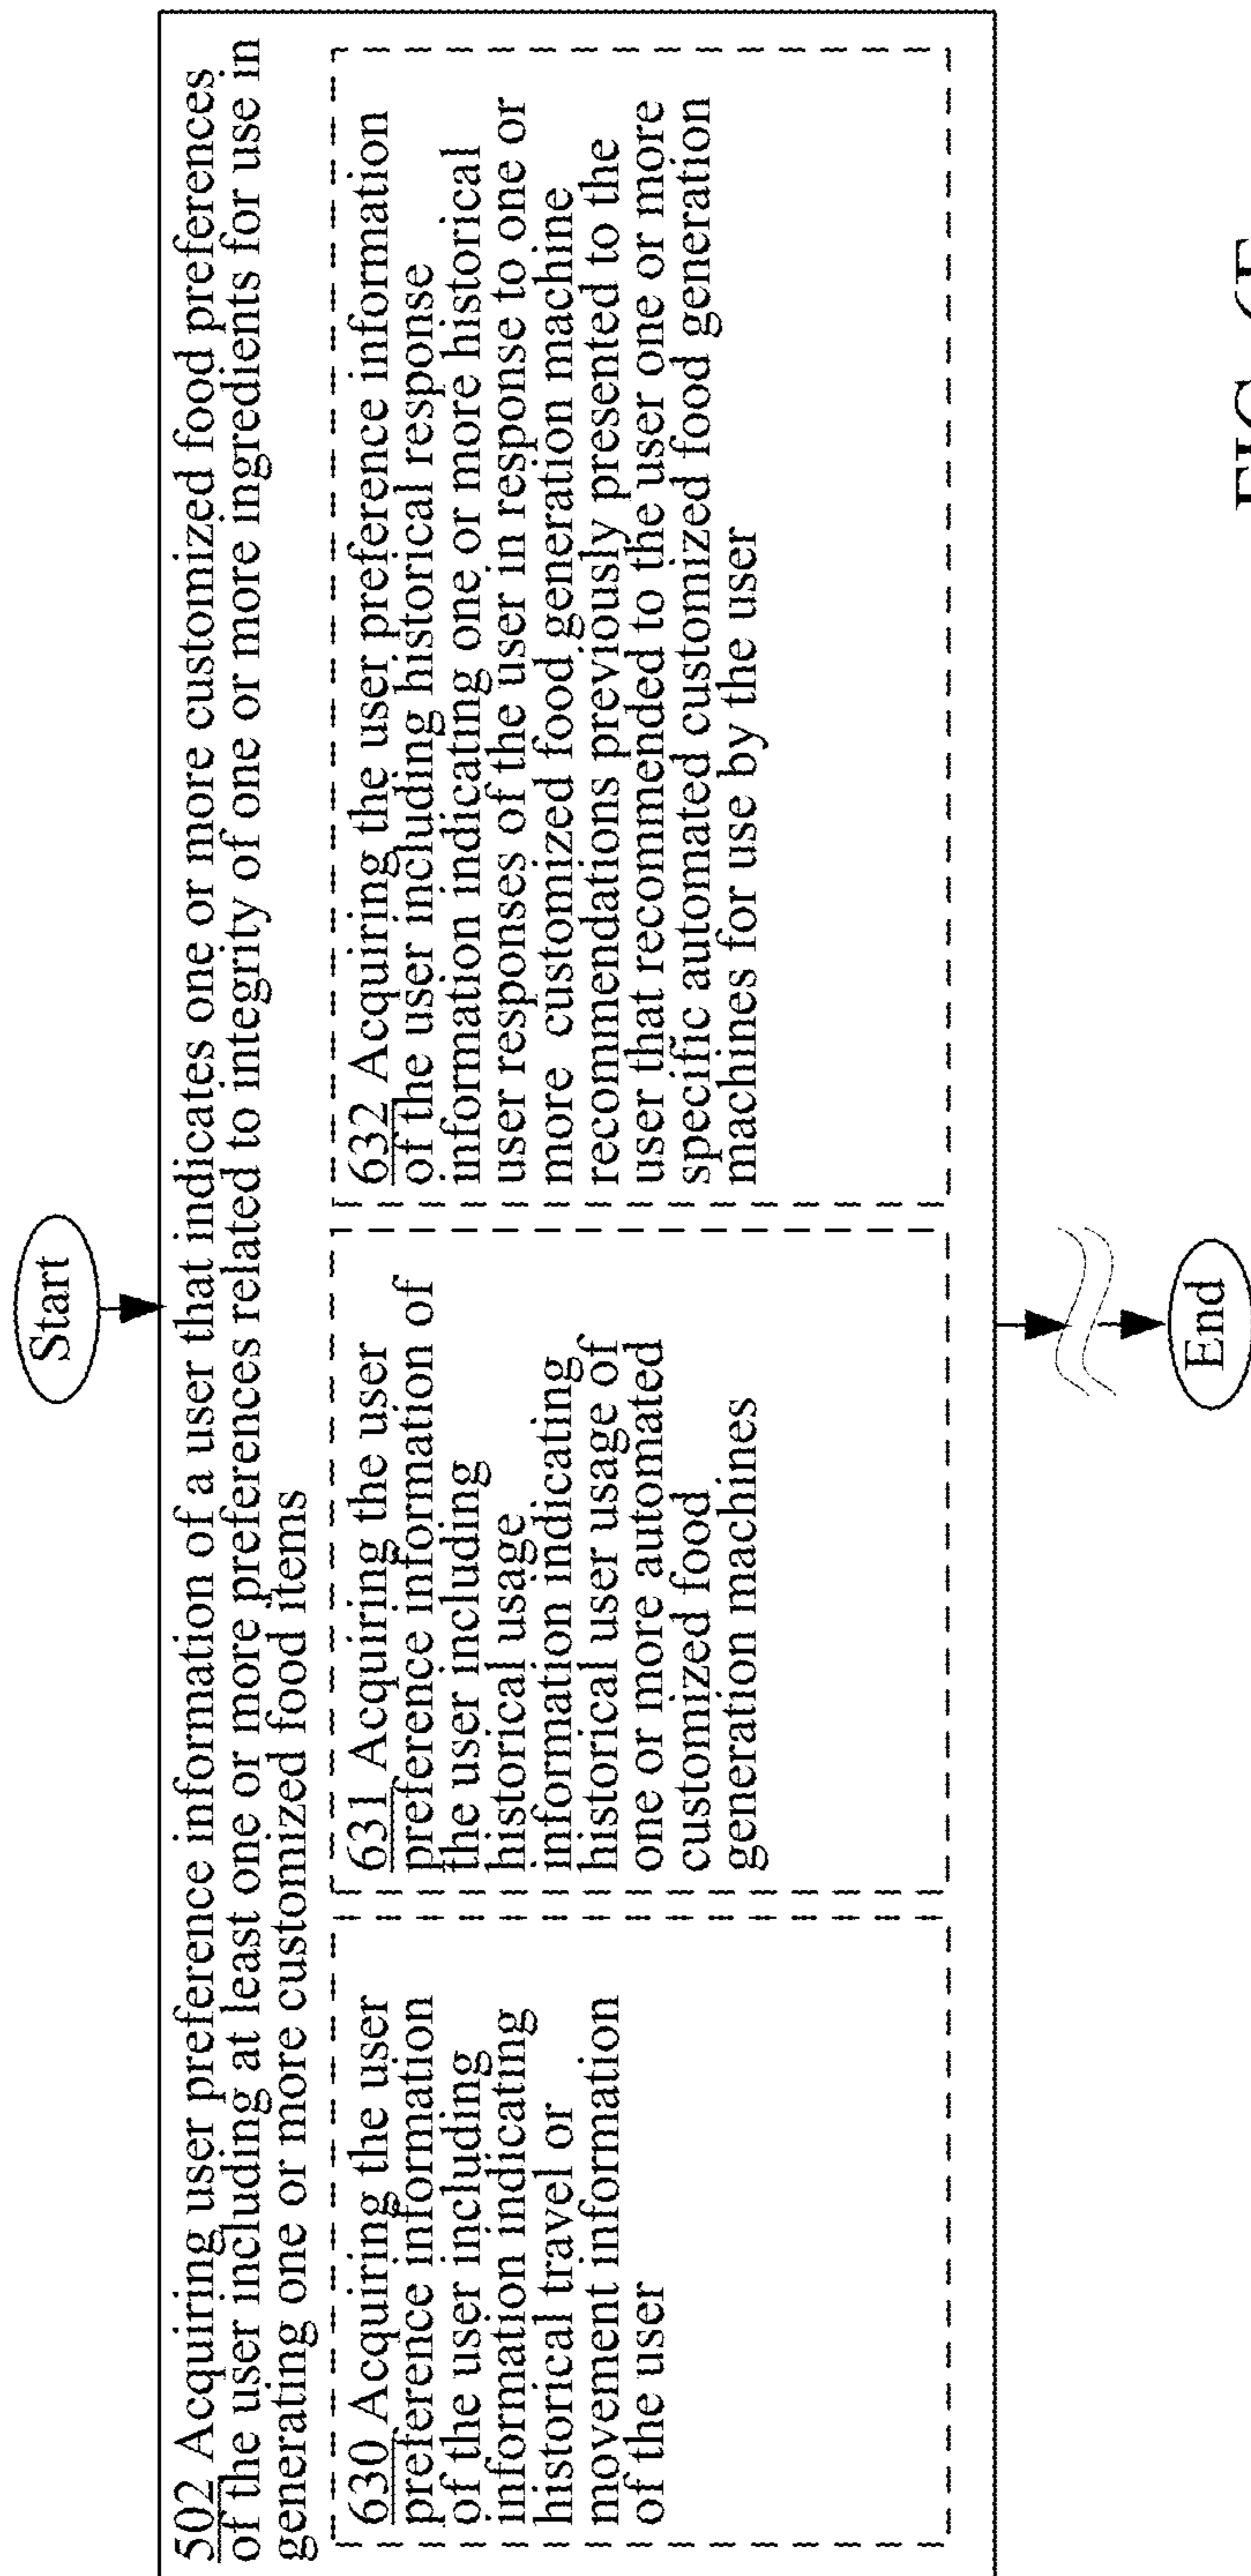 Start
502 Acquiring user preference information of a user that indicates one or more customized food preferences
of the user including at least one or more preferences related to integrity of one or more ingredients for use in
generating one or more customized food items
630 Acquiring the user
preference information
of the user including
information indicating
historical travel or
movement information
of the user
631 Acquiring the user
preference information of
the user including
historical usage
information indicating
historical user usage of
one or more automated
customized food
generation machines
632 Acquiring the user preference information
of the user including historical response
information indicating one or more historical
user responses of the user in response to one or
more customized food generation machine
recommendations previously presented to the
user that recommended to the user one or more
specific automated customized food generation
machines for use by the user
End